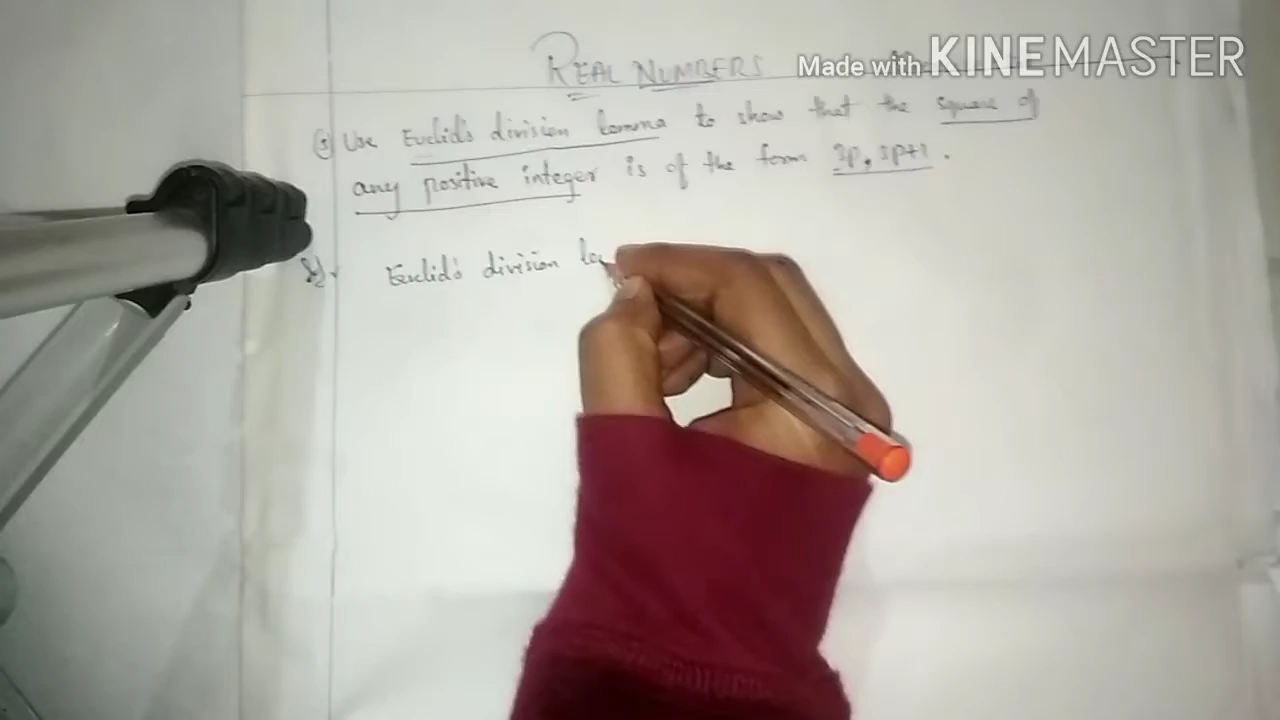 REAL NUMBERS
Made with KINEMASTER
③ Use Euclid's division lemma to show that the square of
any positive integer is of the form 3p, 3p+1.
Sol Euclid's division le